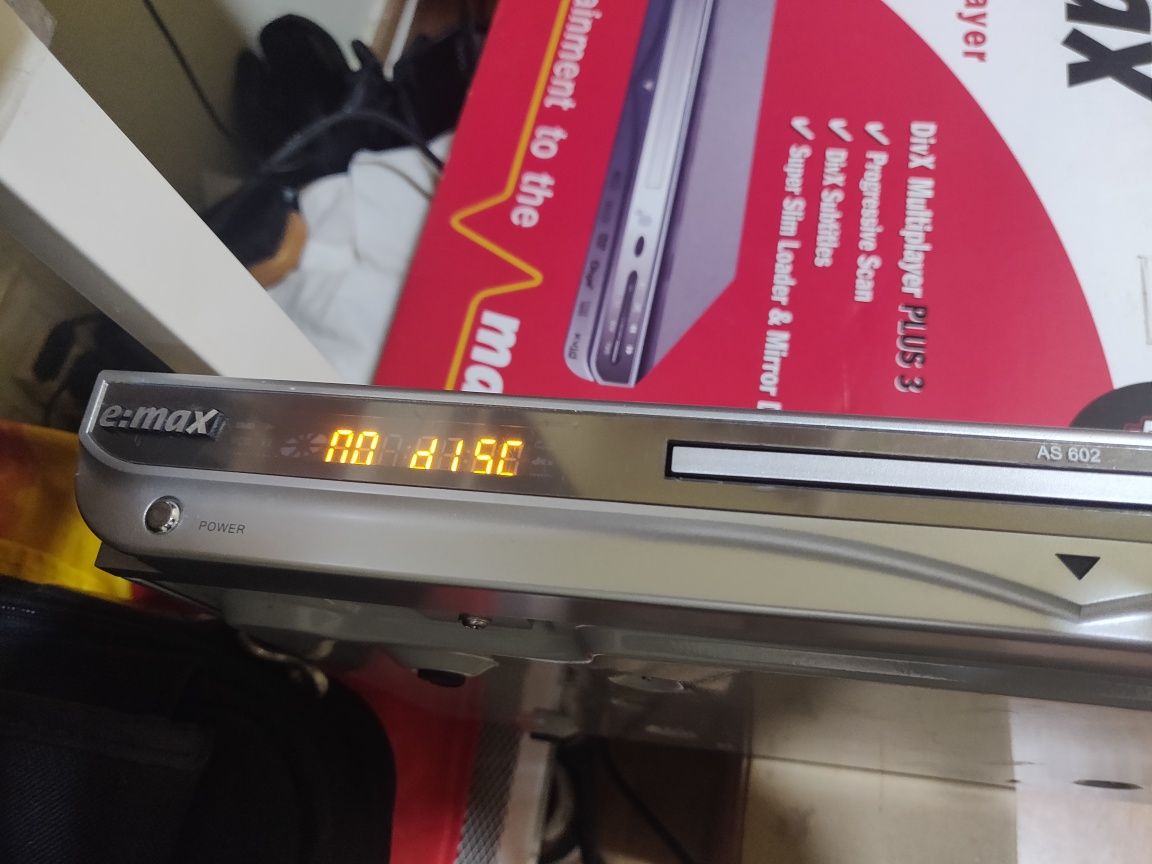 ainment to the
ma
ayer
ax
DivX Multiplayer PLUS 3
✓ Progressive Scan
✓ DivX Subtitles
✓ Super Slim Loader & Mirror
e:max
NO dISC
AS 602
POWER